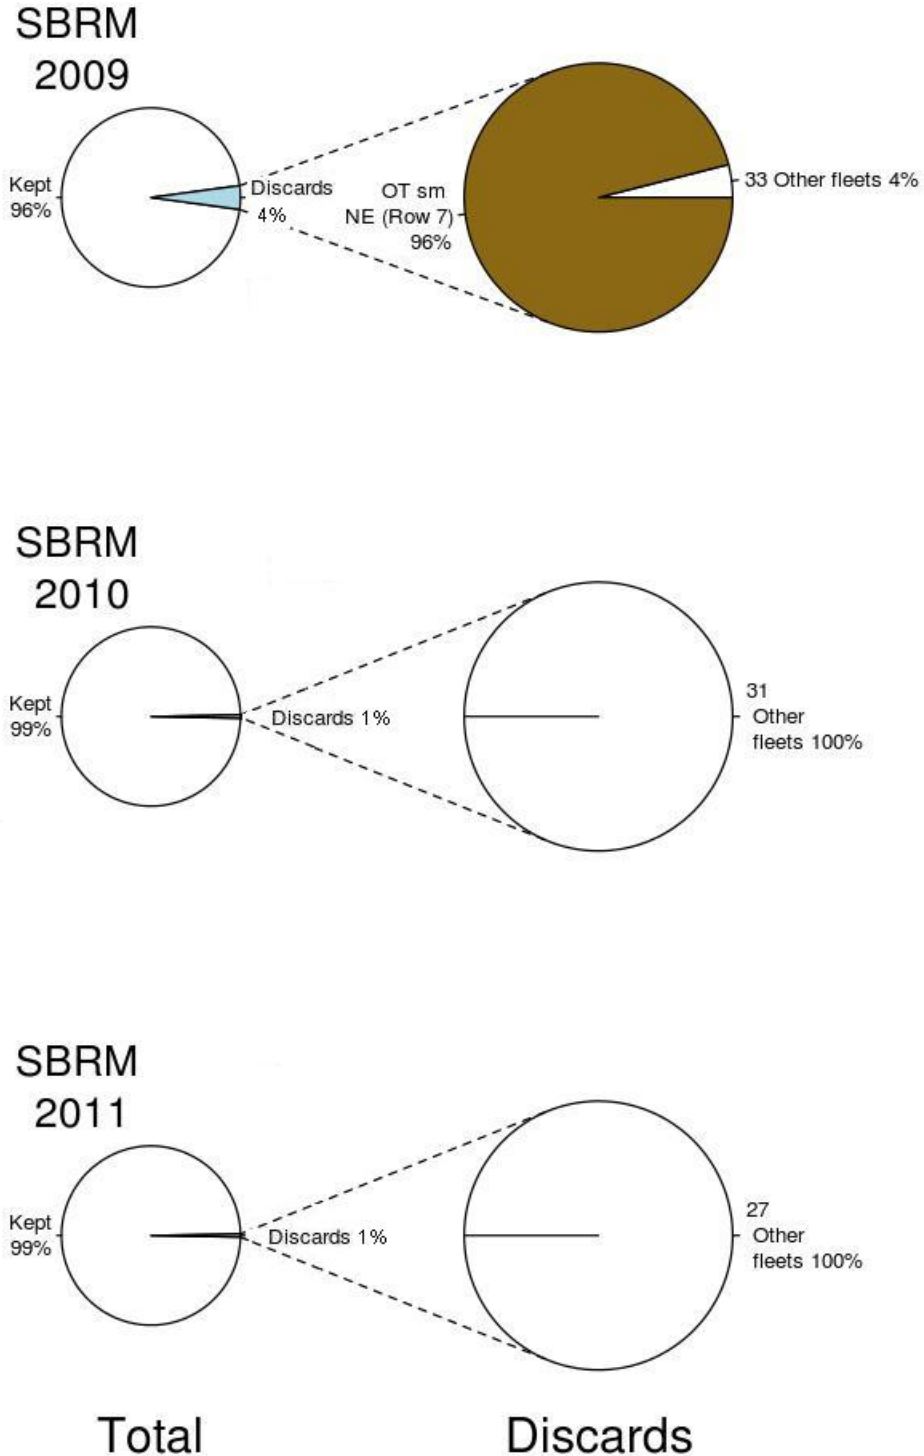 SBRM
2009
Kept
96%
Discards
4%
OT sm
NE (Row 7)
96%
33 Other fleets 4%
SBRM
2010
Kept
99%
Discards 1%
31
Other
fleets 100%
SBRM
2011
Kept
99%
Discards 1%
27
Other
fleets 100%
Total
Discards